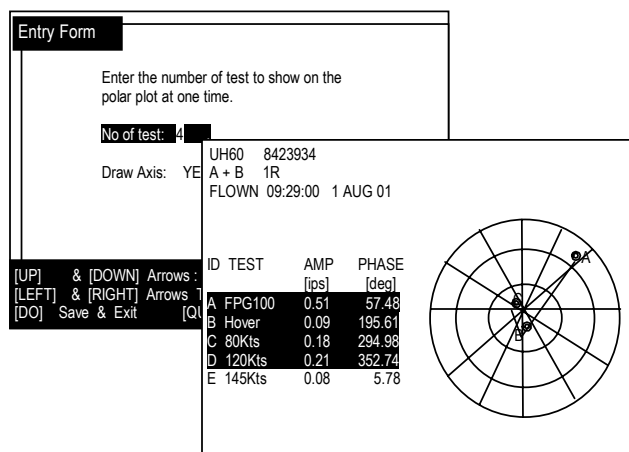 Entry Form
Enter the number of test to show on the
polar plot at one time.
No of test: 4
Draw Axis: YE
[UP] & [DOWN] Arrows :
[LEFT] & [RIGHT] Arrows T
[DO] Save & Exit [QU
UH60 8423934
A + B 1R
FLOWN 09:29:00 1 AUG 01
ID TEST AMP PHASE
[ips] [deg]
A FPG100 0.51 57.48
B Hover 0.09 195.61
C 80Kts 0.18 294.98
D 120Kts 0.21 352.74
E 145Kts 0.08 5.78
A